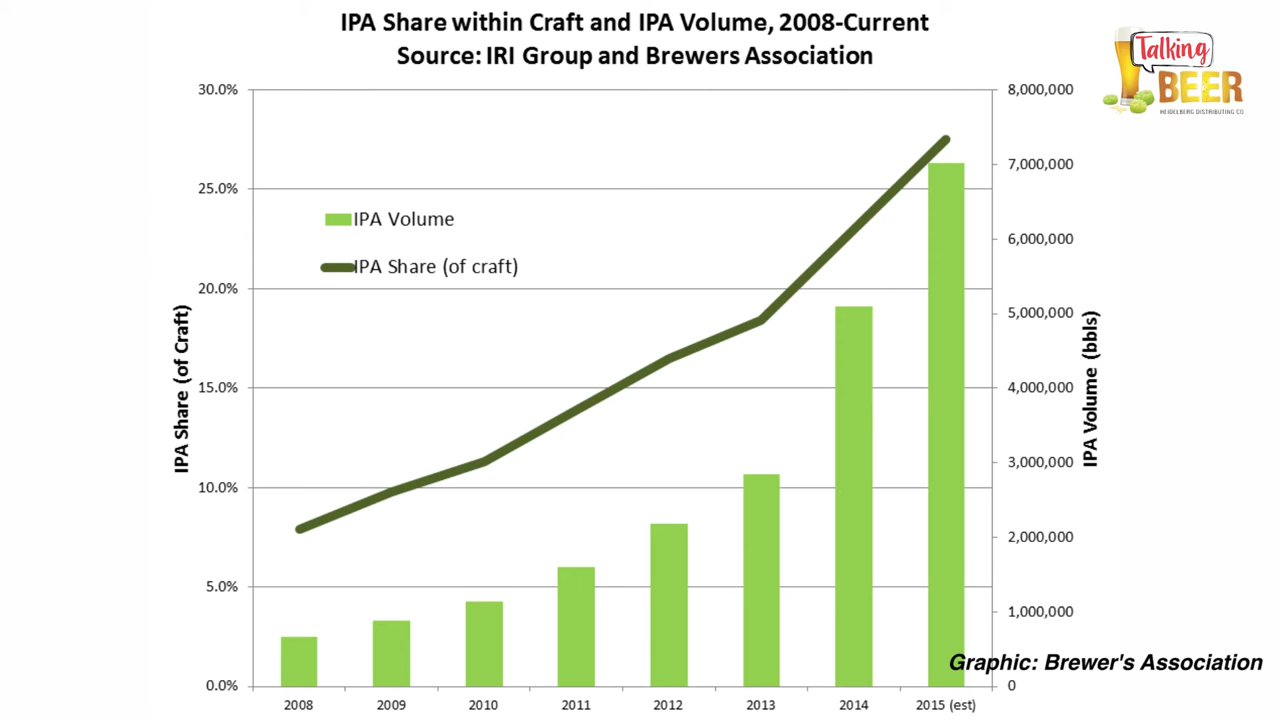 IPA Share within Craft and IPA Volume, 2008-Current
Source: IRI Group and Brewers Association
Talking
BEER
HEIDELBERG DISTRIBUTING CO
30.0%
25.0%
20.0%
15.0%
10.0%
5.0%
0.0%
IPA Share (of Craft)
IPA Volume
IPA Share (of craft)
8,000,000
7,000,000
6,000,000
5,000,000
4,000,000
3,000,000
2,000,000
1,000,000
0
IPA Volume (bbls)
Graphic: Brewer's Association
2008 2009 2010 2011 2012 2013 2014 2015 (est)